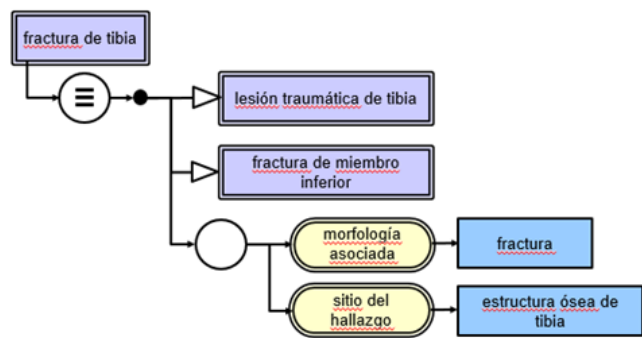 fractura de tibia
lesión traumática de tibia
fractura de miembro
inferior
morfología
asociada
fractura
sitio del
hallazgo
estructura ósea de
tibia